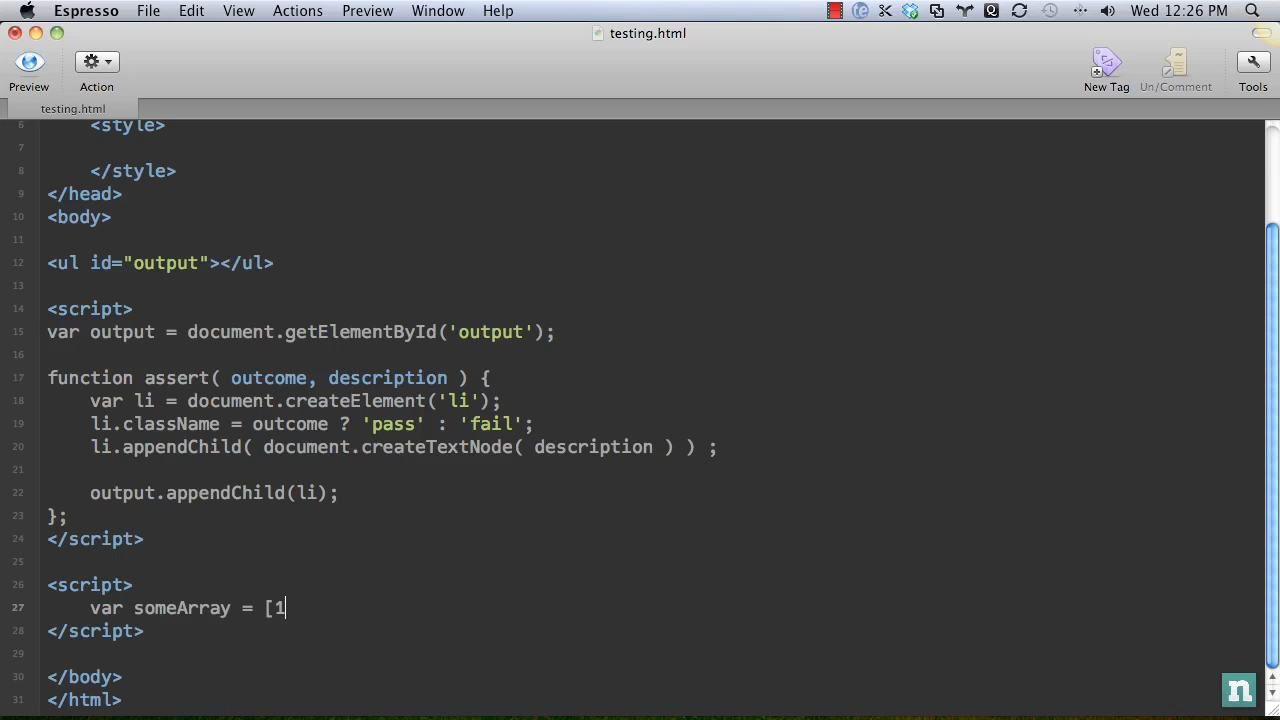 Espresso File Edit View Actions Preview Window Help Wed 12:26 PM
testing.html
Preview Action New Tag Un/Comment Tools
testing.html
6 <style>
7
8 </style>
9 </head>
10 <body>
11
12 <ul id="output"></ul>
13
14 <script>
15 var output = document.getElementById('output');
16
17 function assert( outcome, description ) {
18 var li = document.createElement('li');
19 li.className = outcome ? 'pass' : 'fail';
20 li.appendChild( document.createTextNode( description ) ) ;
21
22 output.appendChild(li);
23 };
24 </script>
25
26 <script>
27 var someArray = [1
28 </script>
29
30 </body>
31 </html>
n